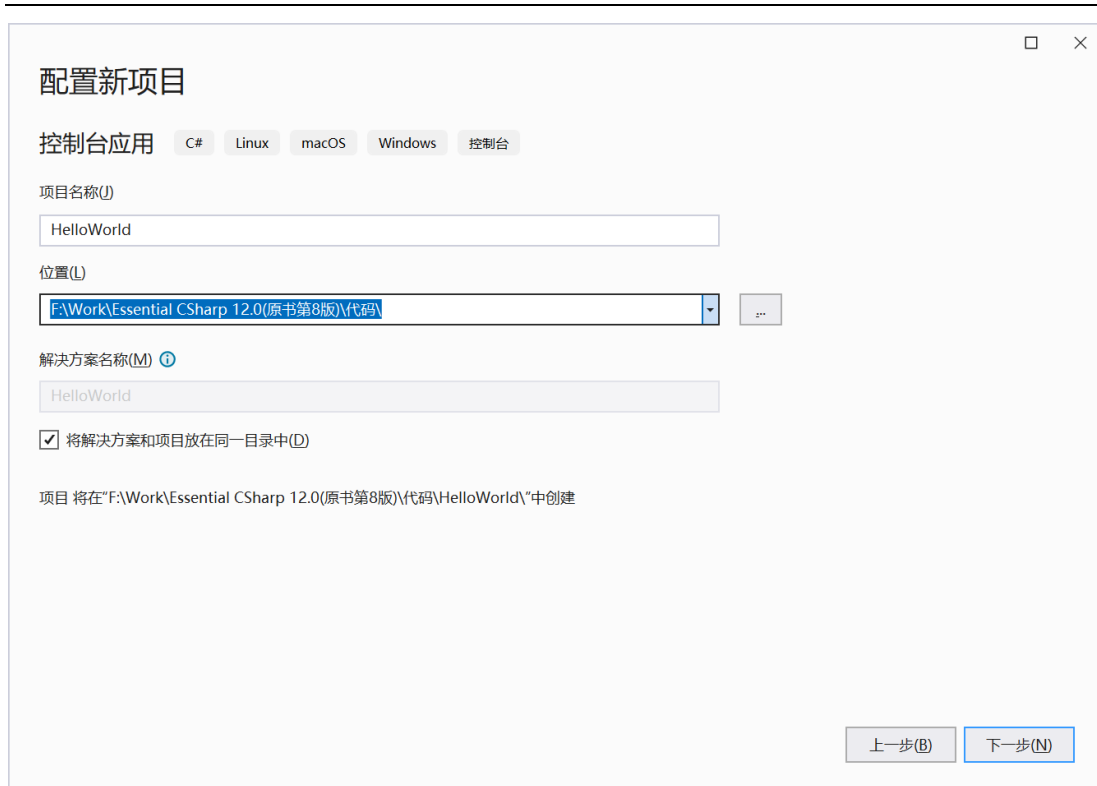 配置新项目
控制台应用 C# Linux macOS Windows 控制台
项目名称(J)
HelloWorld
位置(L)
F:\Work\Essential CSharp 12.0(原书第8版)\代码\
...
解决方案名称(M)
HelloWorld
将解决方案和项目放在同一目录中(D)
项目 将在"F:\Work\Essential CSharp 12.0(原书第8版)\代码\HelloWorld\"中创建
上一步(B) 下一步(N)